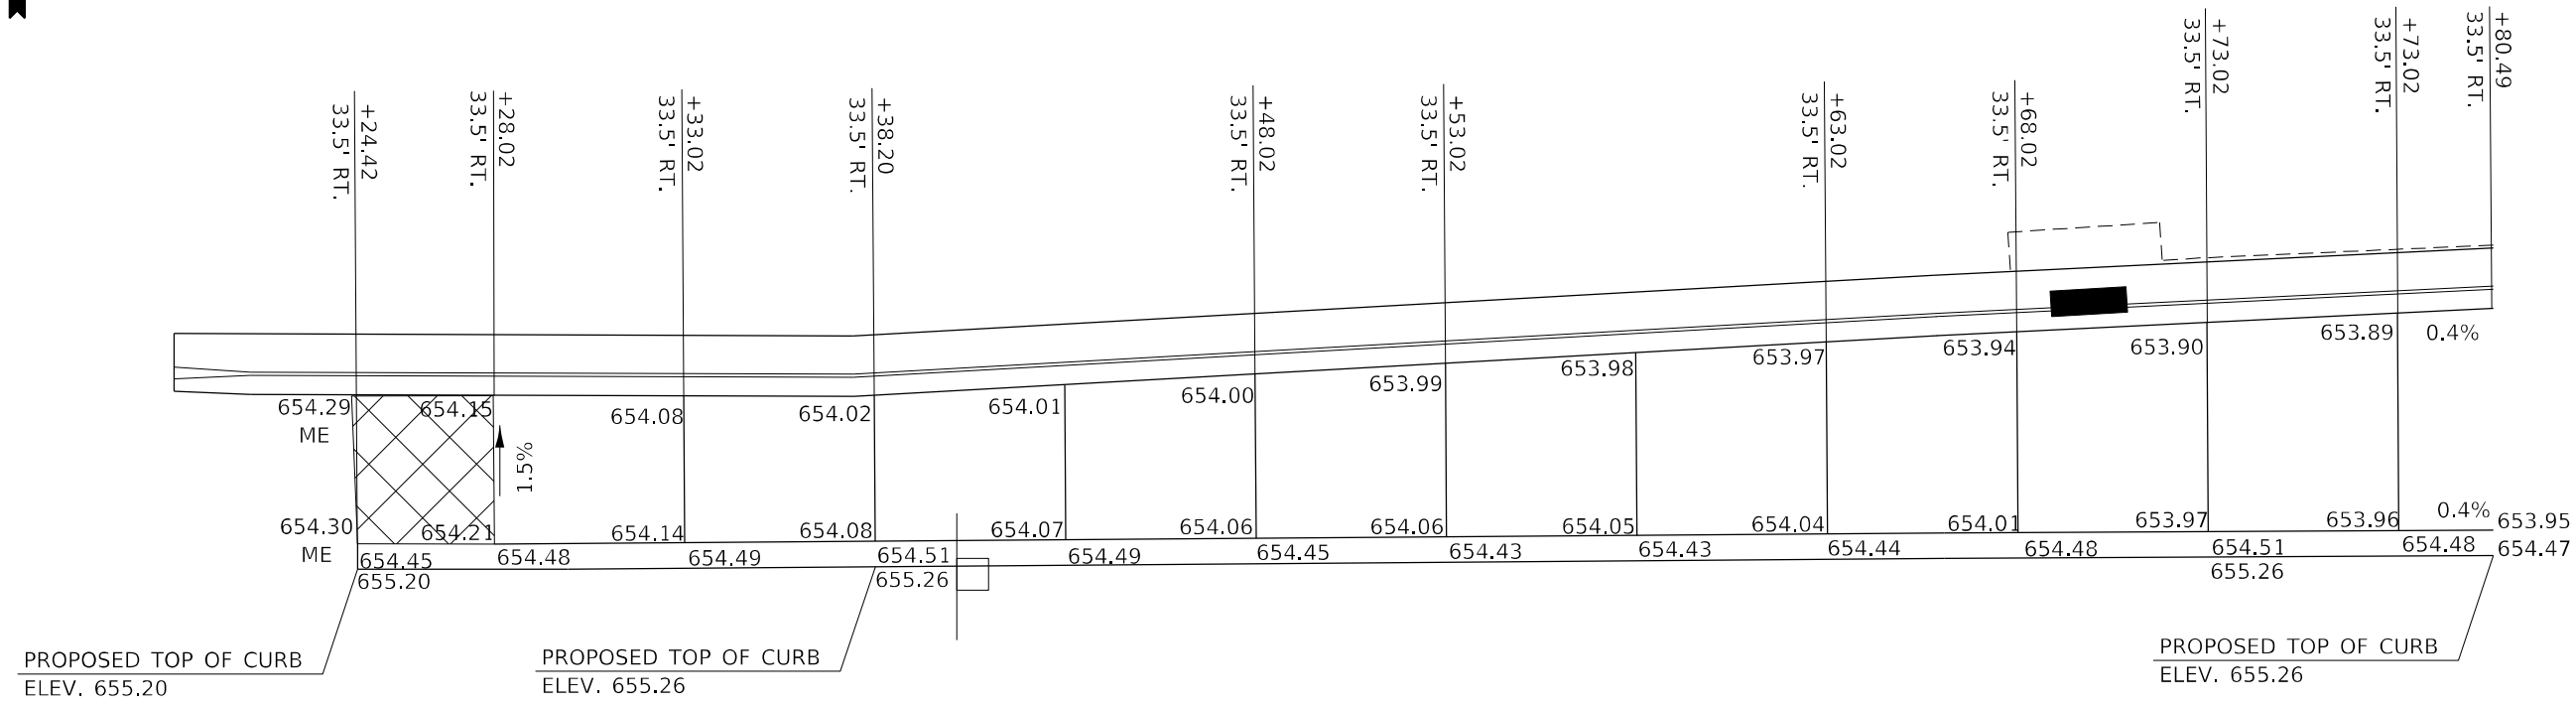 +24.42
33.5' RT.
+28.02
33.5' RT.
+33.02
33.5' RT.
+38.20
33.5' RT.
+48.02
33.5' RT.
+53.02
33.5' RT.
+63.02
33.5' RT.
+68.02
33.5' RT.
+73.02
33.5' RT.
+73.02
33.5' RT.
+80.49
33.5' RT.
654.29
ME
654.15
654.08
654.02
654.01
654.00
653.99
653.98
653.97
653.94
653.90
653.89
0.4%
1.5%
654.30
ME
654.21
654.14
654.08
654.07
654.06
654.06
654.05
654.04
654.01
653.97
653.96
0.4%
653.95
654.45
654.48
654.49
654.51
654.49
654.45
654.43
654.43
654.44
654.48
654.51
654.48
654.47
655.20
655.26
655.26
PROPOSED TOP OF CURB
ELEV. 655.20
PROPOSED TOP OF CURB
ELEV. 655.26
PROPOSED TOP OF CURB
ELEV. 655.26